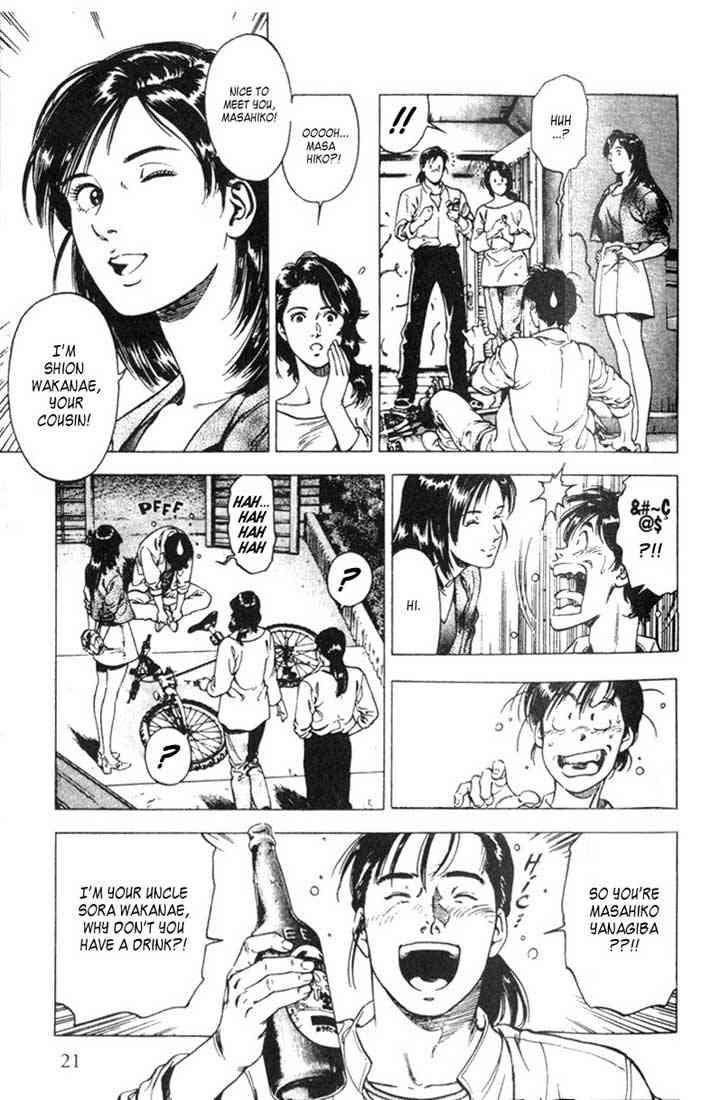 HUH
...?
!!
OOOOH...
MASA
HIKO?!
NICE TO
MEET YOU,
MASAHIKO!
I'M
SHION
WAKANAE,
YOUR
COUSIN!
&#~¢
@$
?!!
HI.
HAH...
HAH
HAH
HAH
PFFF
?
?
SO YOU'RE
MASAHIKO
YANAGIBA
??!!
HIC!
I'M YOUR UNCLE
SORA WAKANAE,
WHY DON'T YOU
HAVE A DRINK?!
21